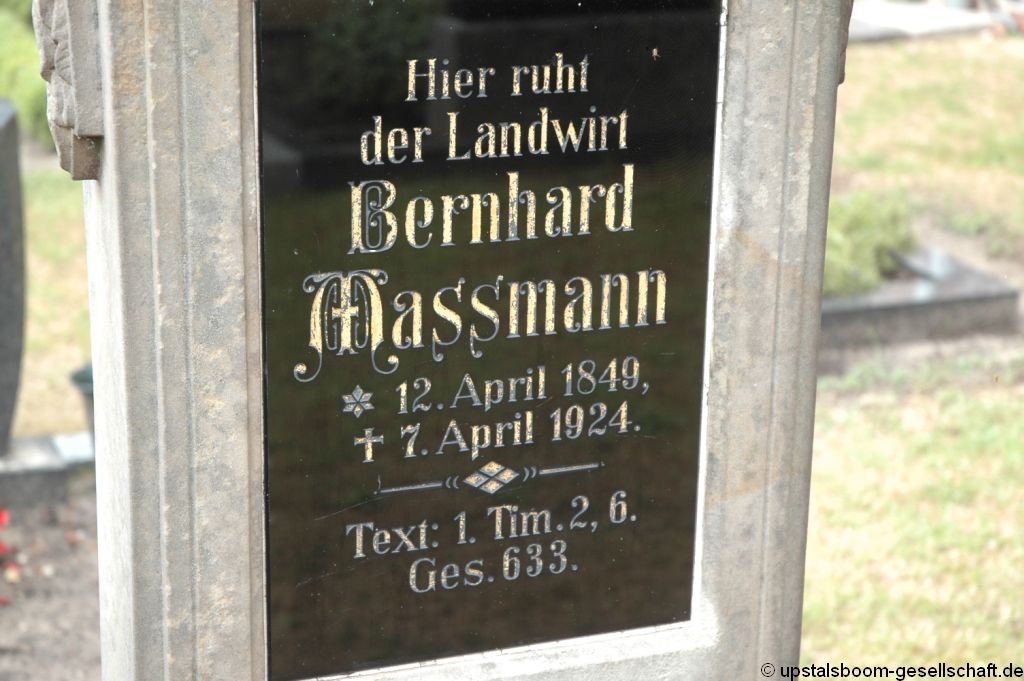 Hier ruht
der Landwirt
Bernhard
Massmann
✶ 12. April 1849,
✝ 7. April 1924.
Text: 1. Tim. 2, 6.
Ges. 633.
© upstalsboom-gesellschaft.de